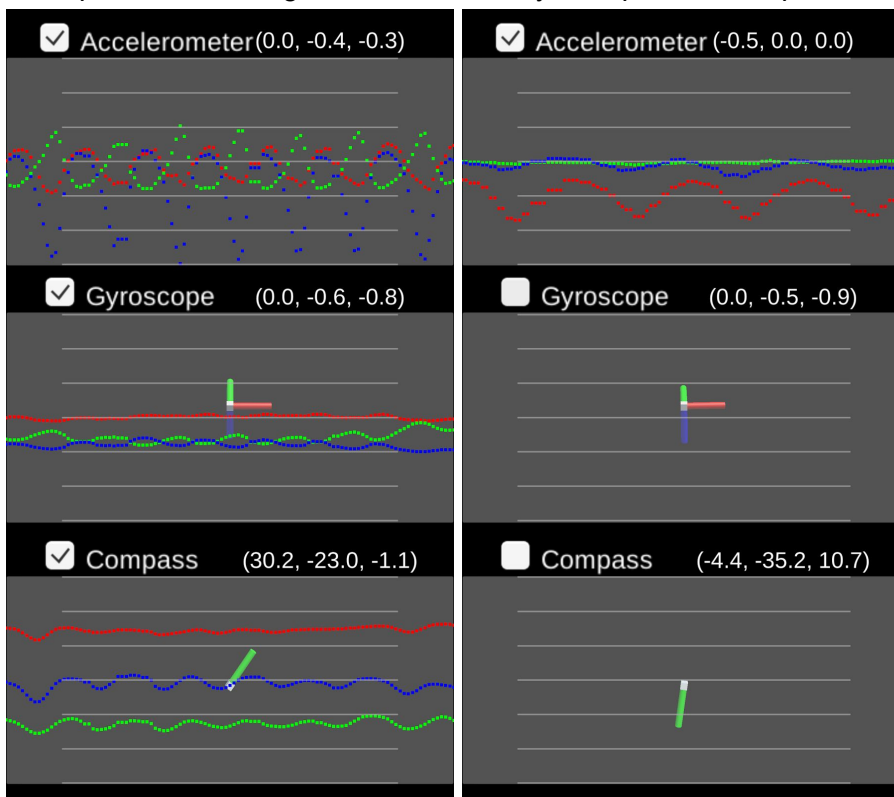 Accelerometer(0.0, -0.4, -0.3)
Gyroscope (0.0, -0.6, -0.8)
Compass (30.2, -23.0, -1.1)
Accelerometer (-0.5, 0.0, 0.0)
Gyroscope (0.0, -0.5, -0.9)
Compass (-4.4, -35.2, 10.7)